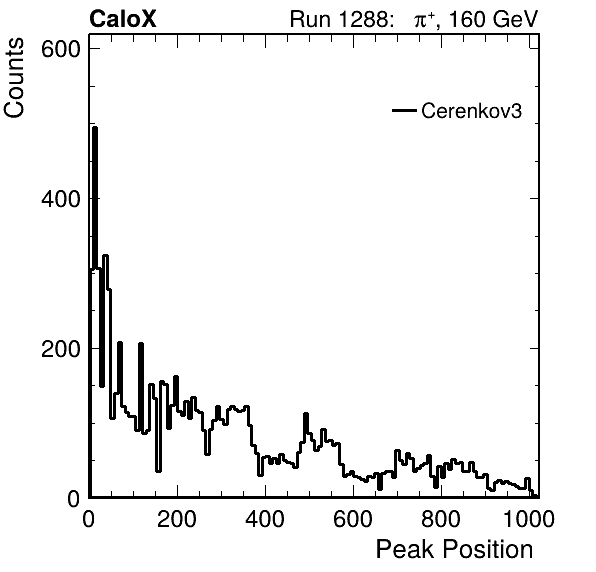 CaloX Run 1288: π⁺, 160 GeV
Counts
600
Cerenkov3
400
200
0
0 200 400 600 800 1000
Peak Position